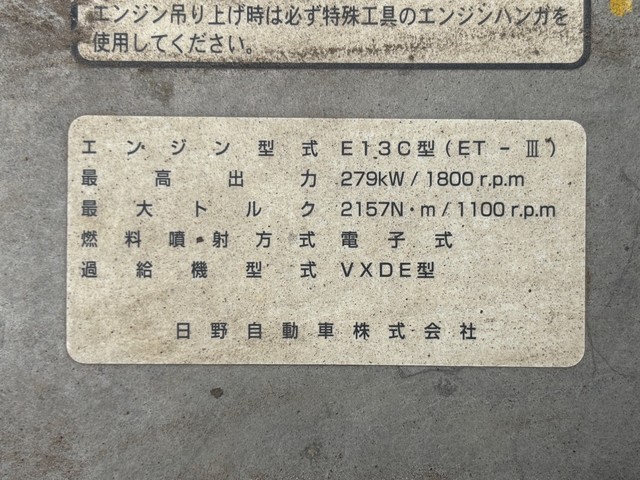 エンジン吊り上げ時は必ず特殊工具のエンジンハンガを
使用してください。
エンジン型式 E13C型(ET-Ⅲ)
最高出力 279kW/1800r.p.m
最大トルク 2157N・m/1100r.p.m
燃料噴射方式 電子式
過給機型式 VXDE型
日野自動車株式会社